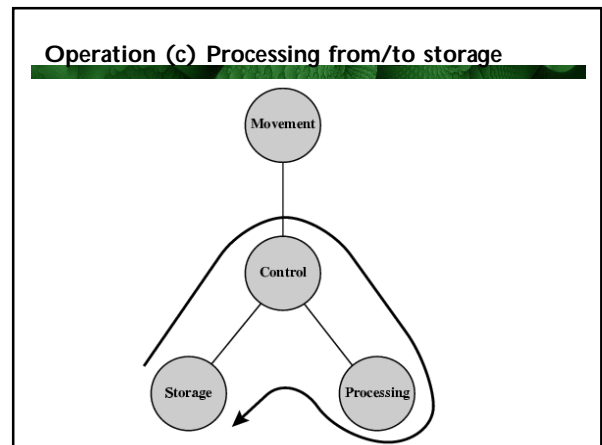 Operation (c) Processing from/to storage
Movement
Control
Storage
Processing